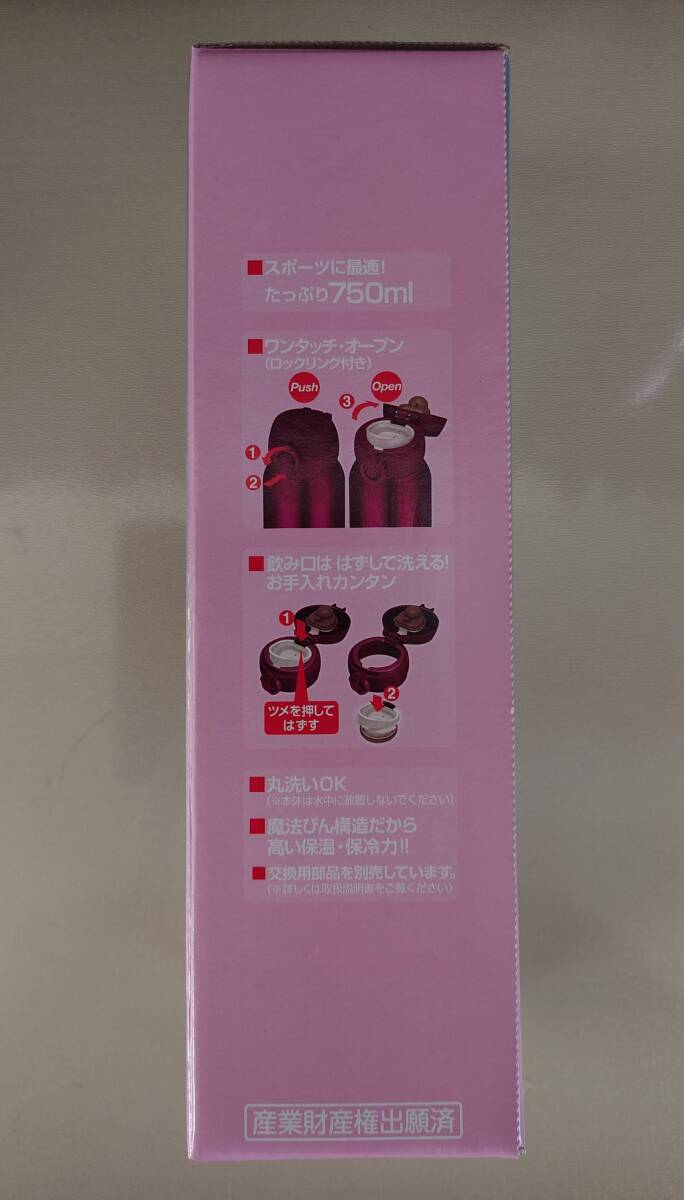 ■スポーツに最適!
たっぷり750ml
■ワンタッチ・オープン
(ロックリング付き)
Push
Open
3
1
2
■飲み口は はずして洗える!
お手入れカンタン
1
2
ツメを押して
はずす
■丸洗いOK
(※本体は水中に放置しないでください)
■魔法びん構造だから
高い保温・保冷力!!
■交換用部品を別売しています。
(※詳しくは取扱説明書をご覧ください)
産業財産権出願済